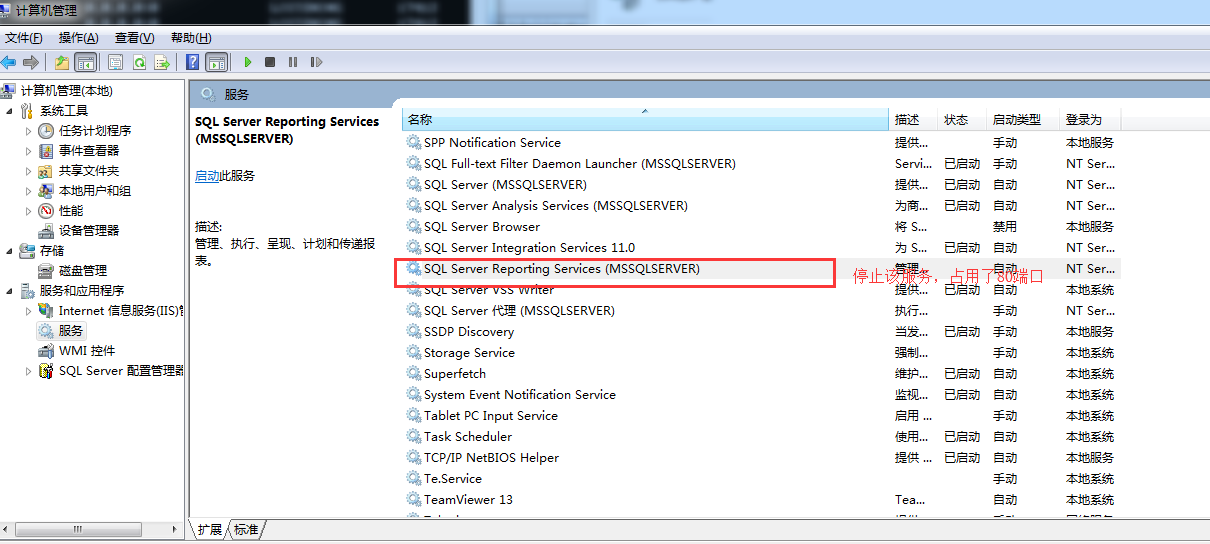 计算机管理
文件(F) 操作(A) 查看(V) 帮助(H)
计算机管理(本地)
系统工具
任务计划程序
事件查看器
共享文件夹
本地用户和组
性能
设备管理器
存储
磁盘管理
服务和应用程序
Internet 信息服务(IIS)管
服务
WMI 控件
SQL Server 配置管理器
服务
SQL Server Reporting Services
(MSSQLSERVER)
启动此服务
描述:
管理、执行、呈现、计划和传递报
表。
名称 描述 状态 启动类型 登录为
SPP Notification Service 提供... 手动 本地服务
SQL Full-text Filter Daemon Launcher (MSSQLSERVER) Servi... 已启动 手动 NT Ser...
SQL Server (MSSQLSERVER) 提供... 已启动 自动 NT Ser...
SQL Server Analysis Services (MSSQLSERVER) 为商... 已启动 自动 NT Ser...
SQL Server Browser 将 S... 禁用 本地服务
SQL Server Integration Services 11.0 为 S... 已启动 自动 NT Ser...
SQL Server Reporting Services (MSSQLSERVER) 管理... 自动 NT Ser...
停止该服务，占用了80端口
SQL Server VSS Writer 提供... 已启动 自动 本地系统
SQL Server 代理 (MSSQLSERVER) 执行... 手动 NT Ser...
SSDP Discovery 当发... 已启动 手动 本地服务
Storage Service 强制... 手动 本地系统
Superfetch 维护... 已启动 自动 本地系统
System Event Notification Service 监视... 已启动 自动 本地系统
Tablet PC Input Service 启用 ... 手动 本地系统
Task Scheduler 使用... 已启动 自动 本地系统
TCP/IP NetBIOS Helper 提供 ... 已启动 自动 本地服务
Te.Service 手动 本地系统
TeamViewer 13 Tea... 自动 本地系统
扩展 标准